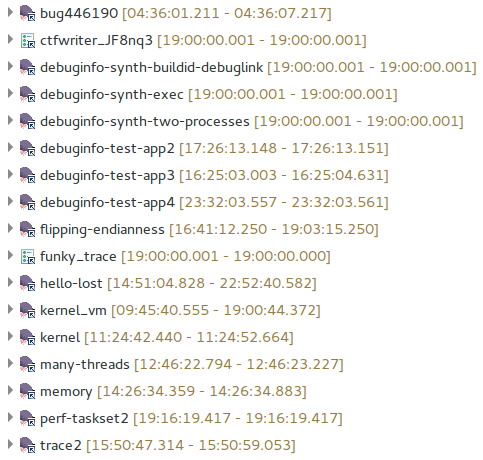 bug446190 [04:36:01.211 - 04:36:07.217]
ctfwriter_JF8nq3 [19:00:00.001 - 19:00:00.001]
debuginfo-synth-buildid-debuglink [19:00:00.001 - 19:00:00.001]
debuginfo-synth-exec [19:00:00.001 - 19:00:00.001]
debuginfo-synth-two-processes [19:00:00.001 - 19:00:00.001]
debuginfo-test-app2 [17:26:13.148 - 17:26:13.151]
debuginfo-test-app3 [16:25:03.003 - 16:25:04.631]
debuginfo-test-app4 [23:32:03.557 - 23:32:03.561]
flipping-endianness [16:41:12.250 - 19:03:15.250]
funky_trace [19:00:00.001 - 19:00:00.000]
hello-lost [14:51:04.828 - 22:52:40.582]
kernel_vm [09:45:40.555 - 19:00:44.372]
kernel [11:24:42.440 - 11:24:52.664]
many-threads [12:46:22.794 - 12:46:23.227]
memory [14:26:34.359 - 14:26:34.883]
perf-taskset2 [19:16:19.417 - 19:16:19.417]
trace2 [15:50:47.314 - 15:50:59.053]